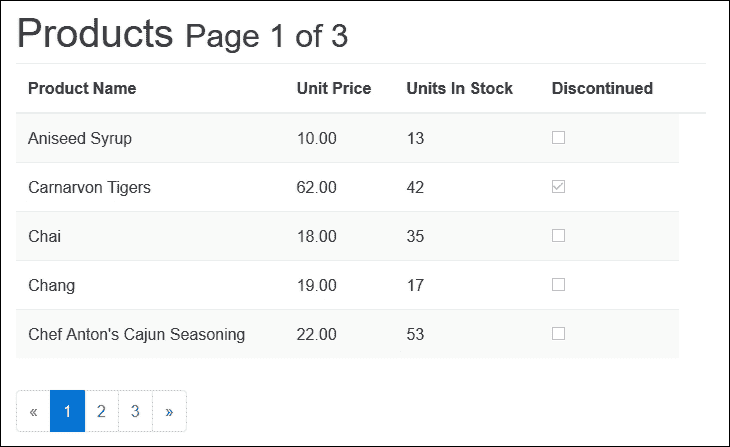 Products Page 1 of 3
Product Name Unit Price Units In Stock Discontinued
Aniseed Syrup 10.00 13
Carnarvon Tigers 62.00 42
Chai 18.00 35
Chang 19.00 17
Chef Anton's Cajun Seasoning 22.00 53
« 1 2 3 »